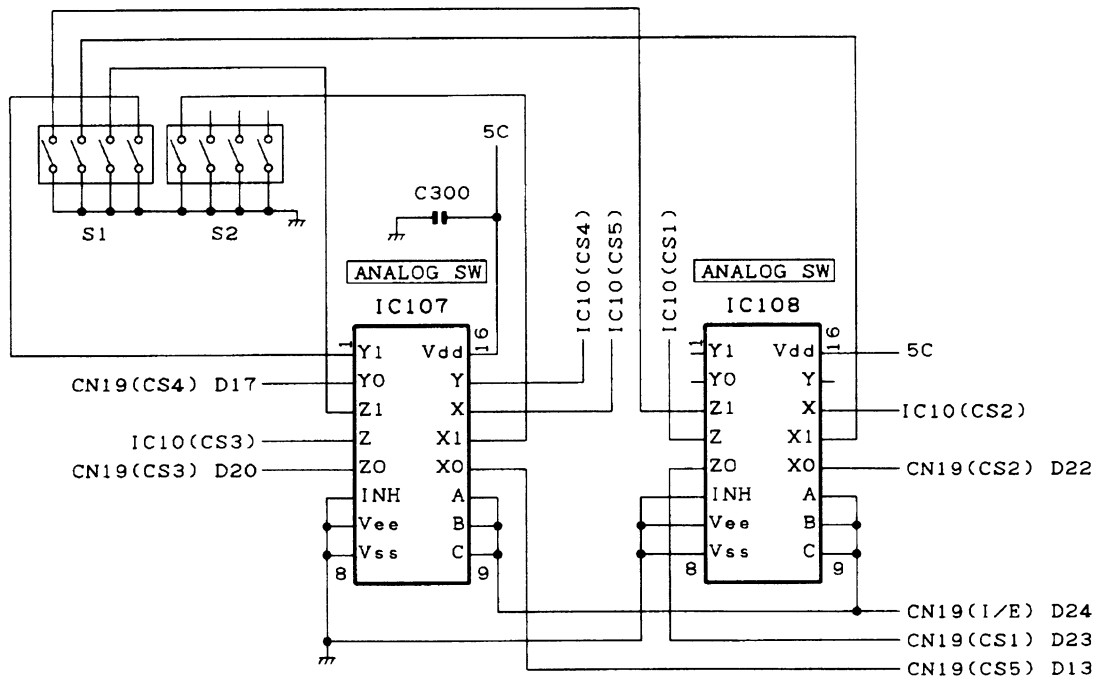 5C
C300
S1
S2
IC10(CS4)
IC10(CS5)
IC10(CS1)
ANALOG SW
IC107
1
16
Y1
Vdd
Y0
Y
Z1
X
Z
X1
Z0
X0
INH
A
Vee
B
Vss
C
8
9
CN19(CS4) D17
IC10(CS3)
CN19(CS3) D20
ANALOG SW
IC108
1
16
Y1
Vdd
Y0
Y
Z1
X
Z
X1
Z0
X0
INH
A
Vee
B
Vss
C
8
9
5C
IC10(CS2)
CN19(CS2) D22
CN19(I/E) D24
CN19(CS1) D23
CN19(CS5) D13